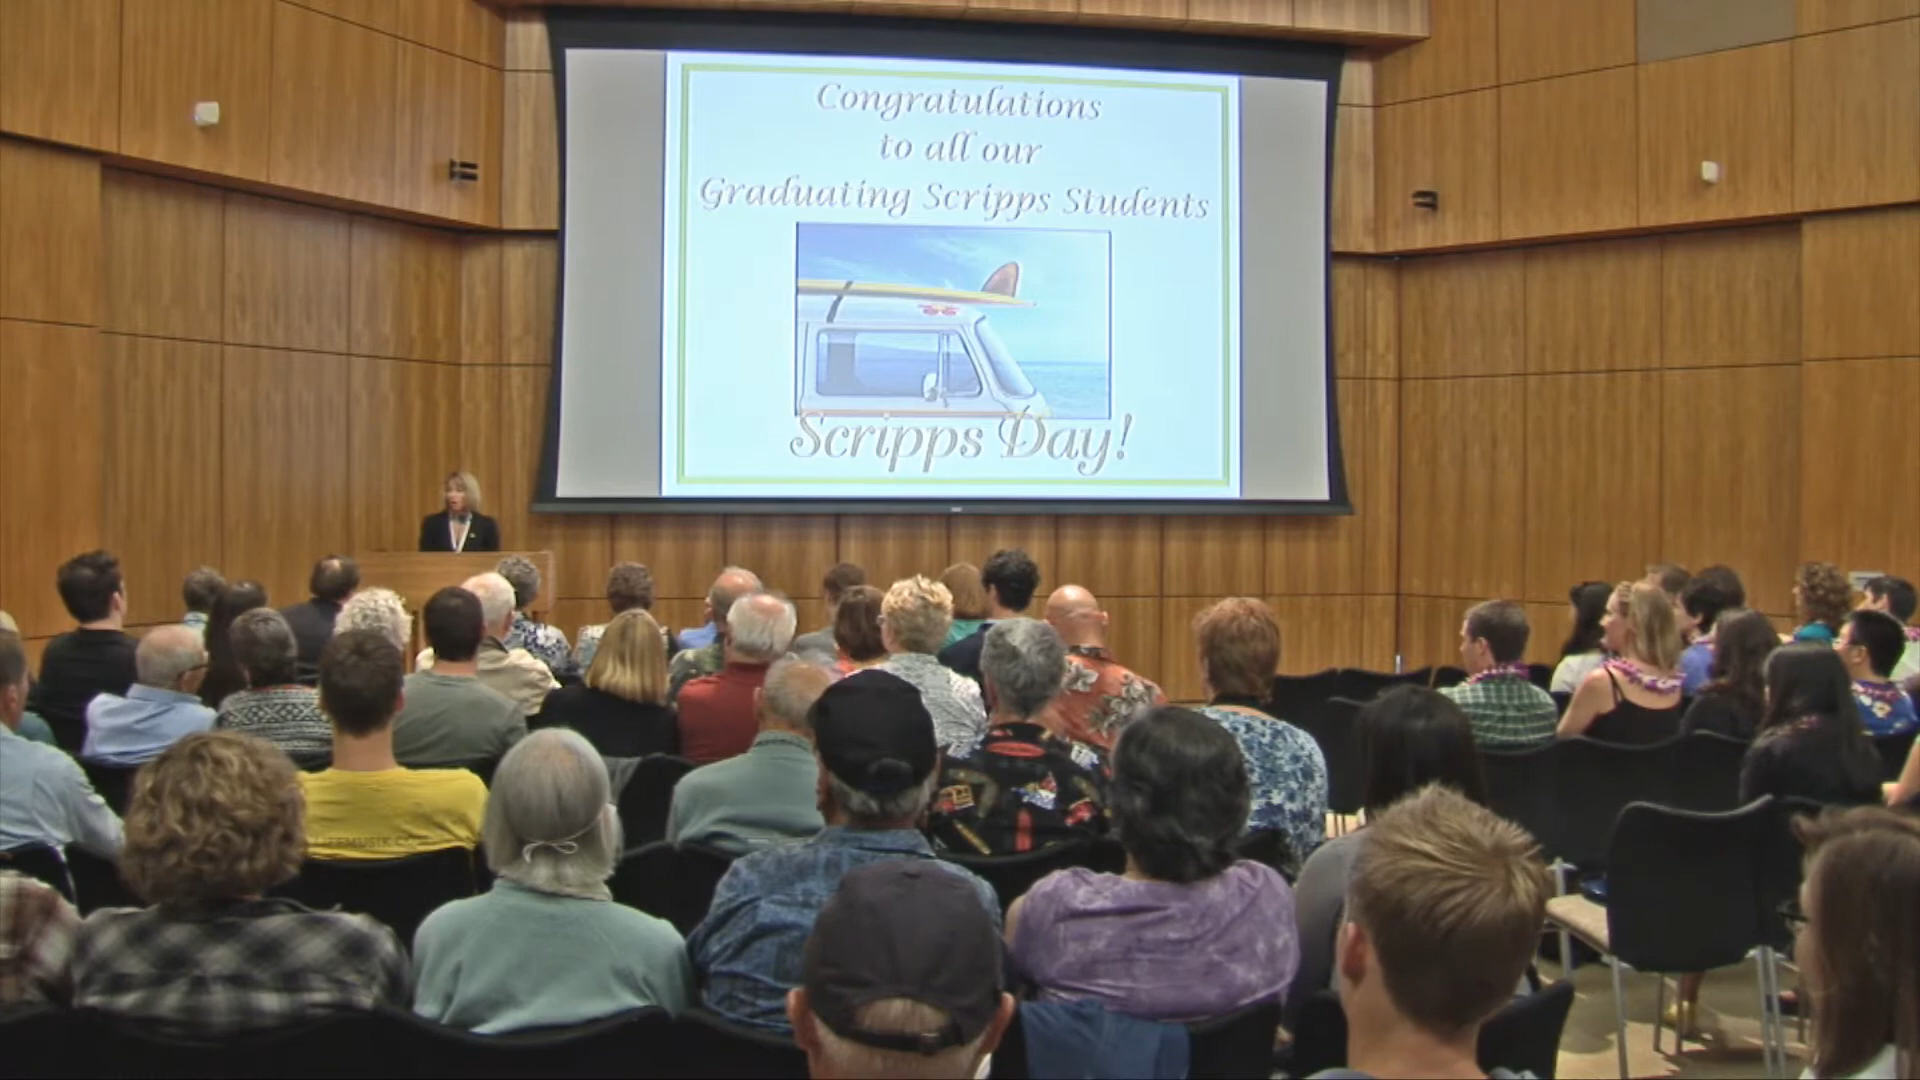 Congratulations
to all our
Graduating Scripps Students
Scripps Day!